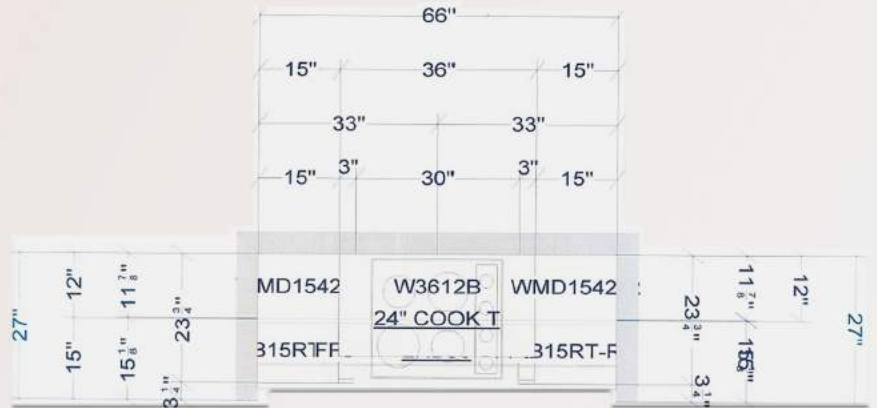 66"
15" 36" 15"
33" 33"
15" 3" 30" 3" 15"
27" 12" 11 7/8" 23 3/4" MD1542 W3612B WMD1542 23 3/4" 11 7/8" 12" 27"
24" COOK T
15" 15 1/8" 3 1/4" 315RTFF 315RT-R 3 1/4"